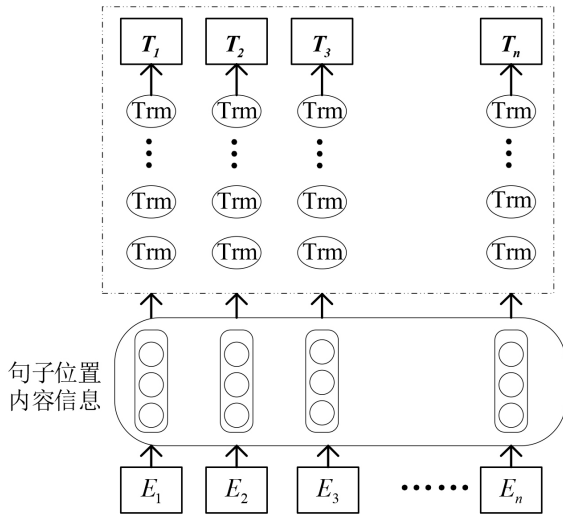 T₁ T₂ T₃ Tₙ
Trm Trm Trm Trm
Trm Trm Trm Trm
Trm Trm Trm Trm
句子位置
内容信息
E₁ E₂ E₃ ······· Eₙ